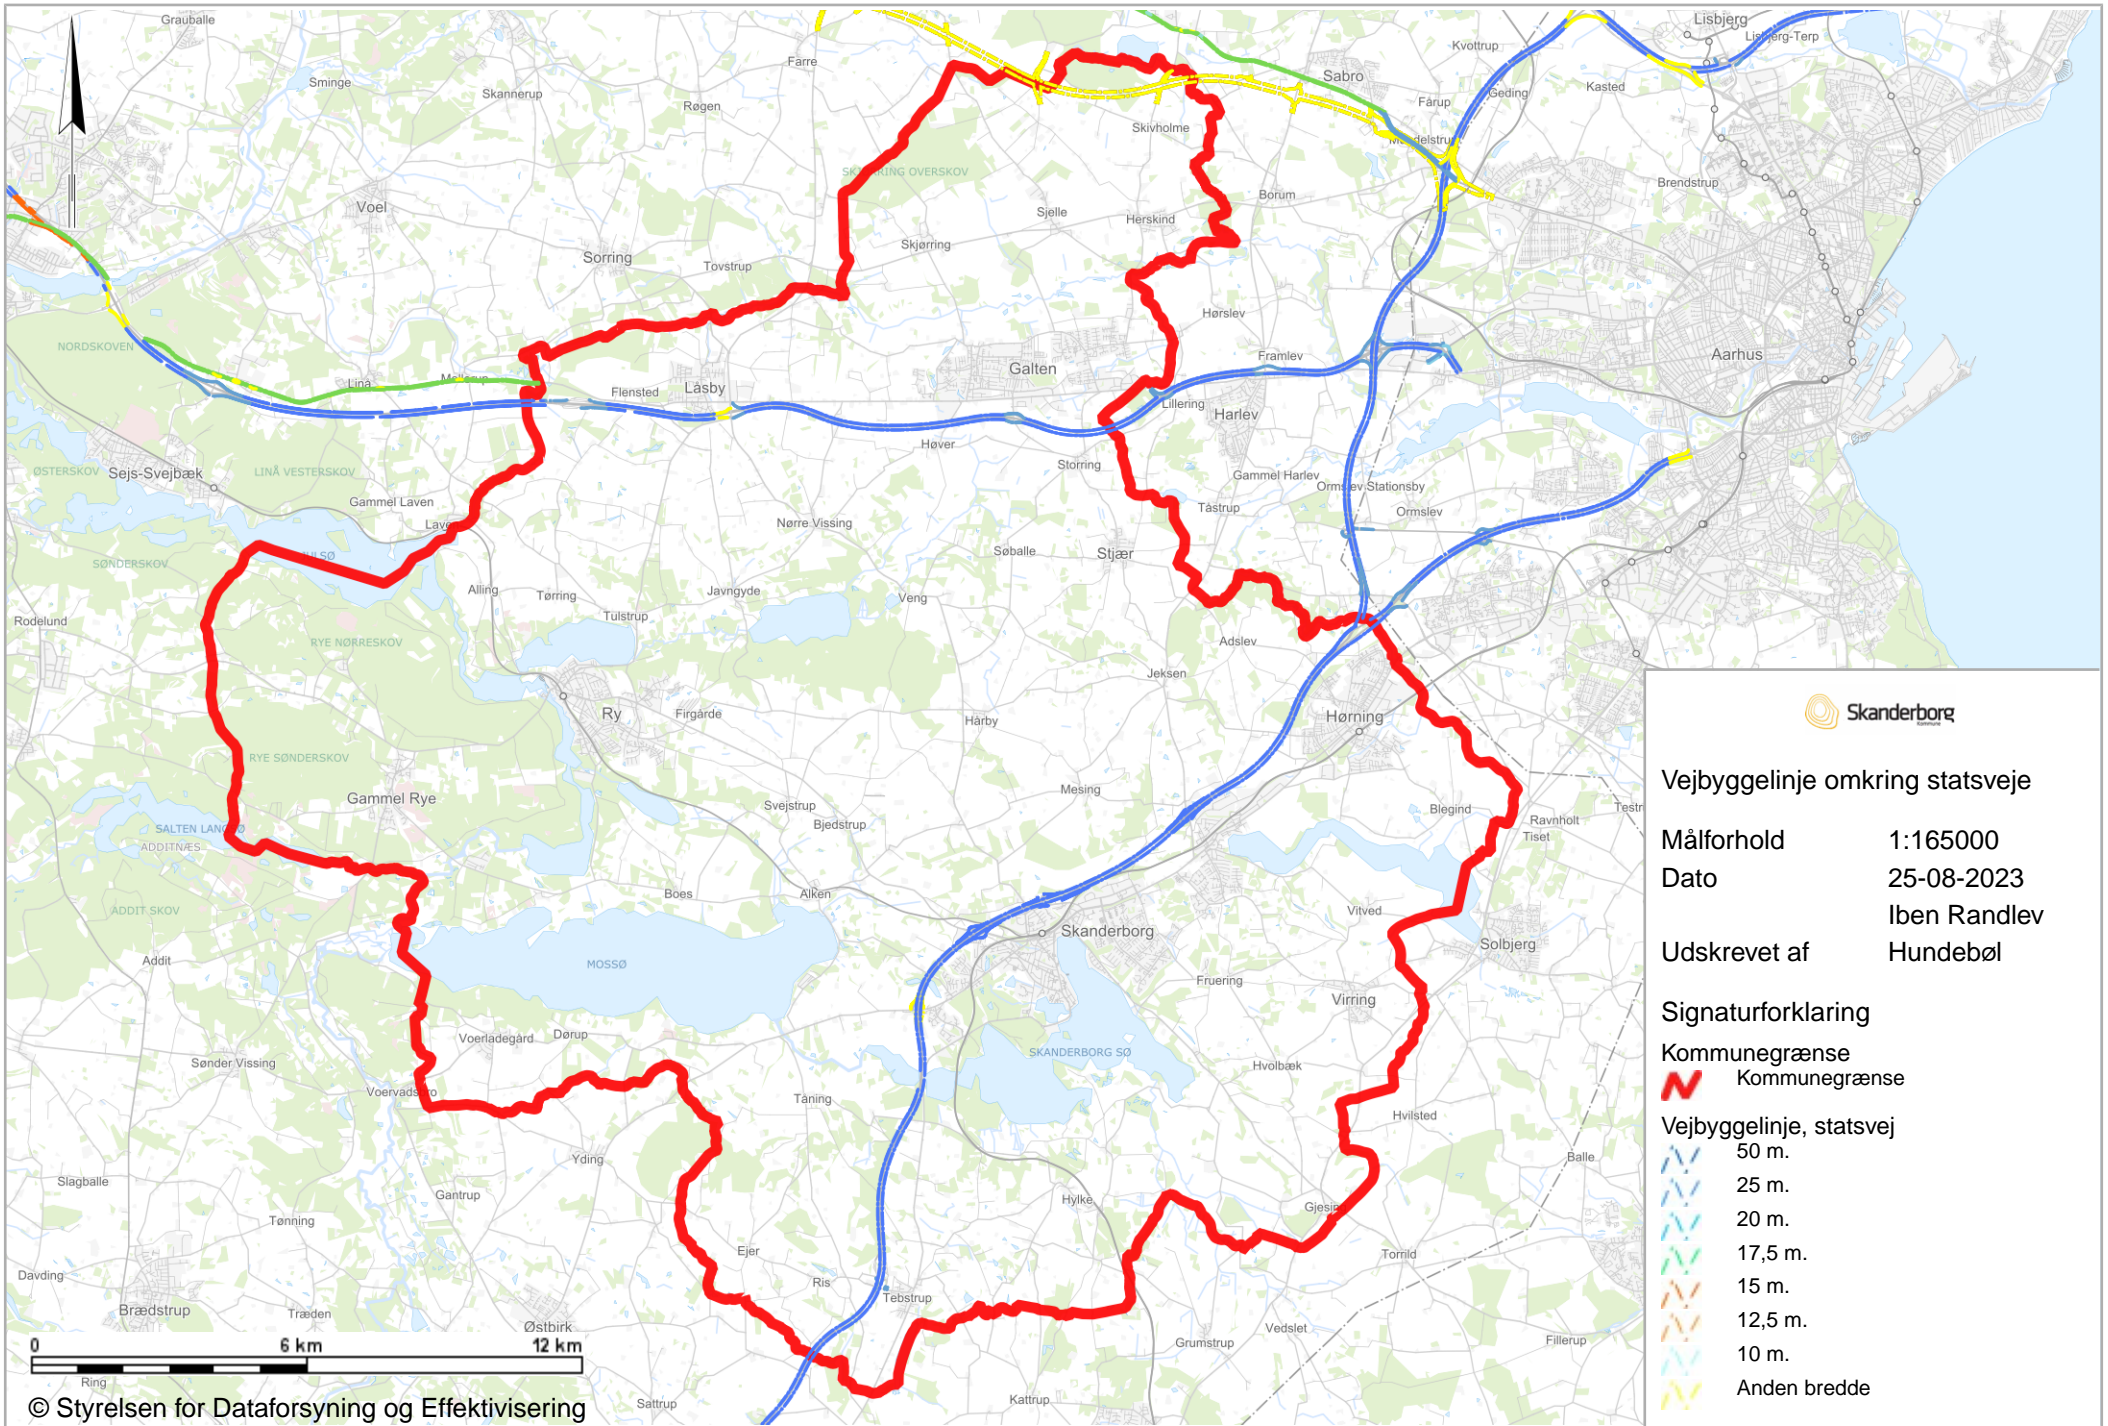 Grauballe
Sminge
Skannerup
Farre
Røgen
Sabro
Kvottrup
Lisbjerg
Lisbjerg-Terp
Fårup
Geding
Kasted
Skivholme
Brendstrup
Voel
Sorring
Tovstrup
Skjørring
Sjelle
Herskind
Borum
NORDSKOVEN
Linå
Flensted
Låsby
Galten
Hørslev
Framlev
Lillering
Harlev
Aarhus
Høver
Storring
Gammel Harlev
Ormslev Stationsby
Ormslev
Tåstrup
ØSTERSKOV
Sejs-Svejbæk
LINÅ VESTERSKOV
Gammel Laven
Nørre Vissing
Søballe
Stjær
SØNDERSKOV
Alling
Tørring
Tulstrup
Javngyde
Veng
Adslev
Rodelund
RYE NØRRESKOV
Jeksen
Ry
Firgårde
Hårby
Hørning
RYE SØNDERSKOV
Gammel Rye
Svejstrup
Bjedstrup
Mesing
Blegind
Ravnholt
Tiset
ADDITNÆS
ADDIT SKOV
Boes
Alken
Skanderborg
Vitved
Solbjerg
Addit
MOSSØ
Fruering
Virring
Sønder Vissing
Voerladegård
Dørup
SKANDERBORG SØ
Hvolbæk
Hvilsted
Tåning
Yding
Balle
Slagballe
Gantrup
Tønning
Hylke
Ejer
Torrild
Davding
Ris
Brædstrup
Træden
Tebstrup
Østbirk
Grumstrup
Vedslet
Fillerup
Ring
Sattrup
Kattrup
0 6 km 12 km
© Styrelsen for Dataforsyning og Effektivisering
Skanderborg
Kommune
Vejbyggelinje omkring statsveje
Målforhold 1:165000
Dato 25-08-2023
Iben Randlev
Udskrevet af Hundebøl
Signaturforklaring
Kommunegrænse
Kommunegrænse
Vejbyggelinje, statsvej
50 m.
25 m.
20 m.
17,5 m.
15 m.
12,5 m.
10 m.
Anden bredde